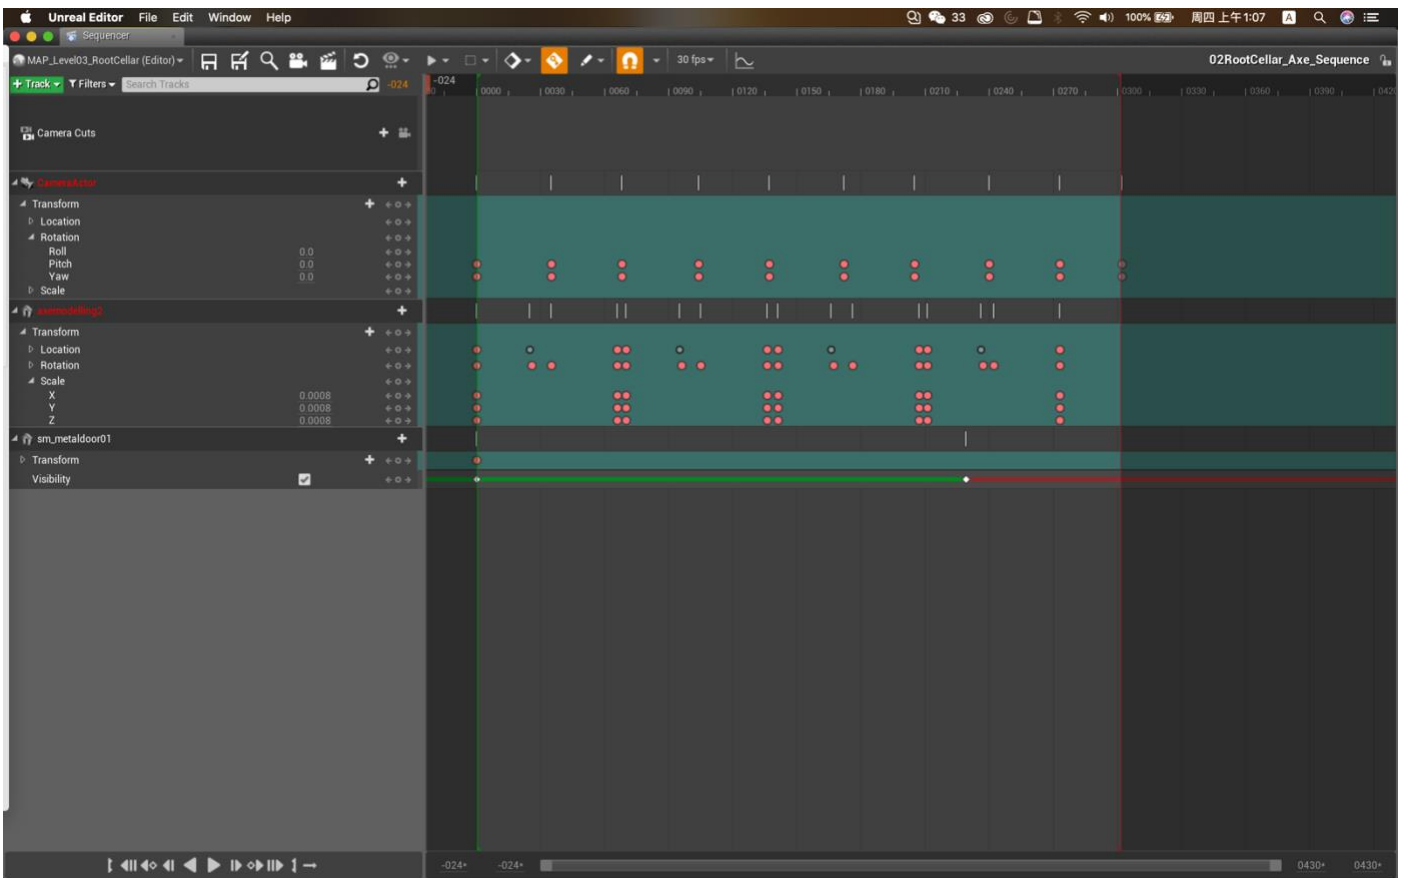 Unreal Editor File Edit Window Help 33 100% 周四上午1:07 A
Sequencer
MAP_Level03_RootCellar (Editor) 30 fps 02RootCellar_Axe_Sequence
+ Track Filters Search Tracks -024
-024
0000 0030 0060 0090 0120 0150 0180 0210 0240 0270 0300 0330 0360 0390 042
Camera Cuts
CameraActor
Transform
Location
Rotation
Roll 0.0
Pitch 0.0
Yaw 0.0
Scale
Transform
Location
Rotation
Scale
X 0.0008
Y 0.0008
Z 0.0008
sm_metaldoor01
Transform
Visibility
-024+ -024+ 0430+ 0430+